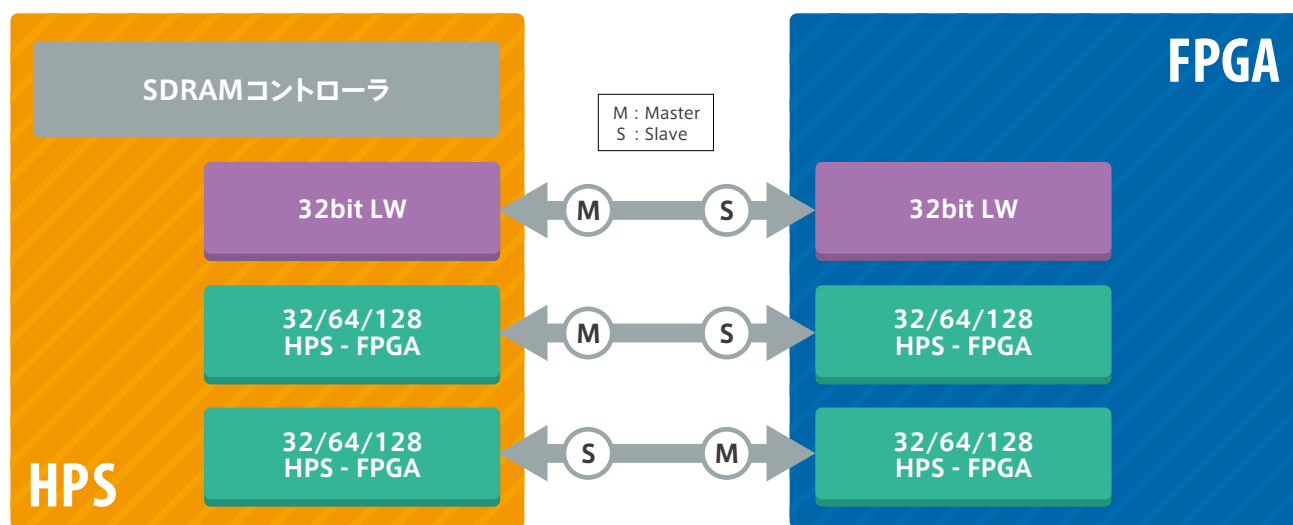 FPGA
SDRAMコントローラ
M : Master
S : Slave
32bit LW
M
S
32bit LW
32/64/128
HPS - FPGA
M
S
32/64/128
HPS - FPGA
32/64/128
HPS - FPGA
S
M
32/64/128
HPS - FPGA
HPS